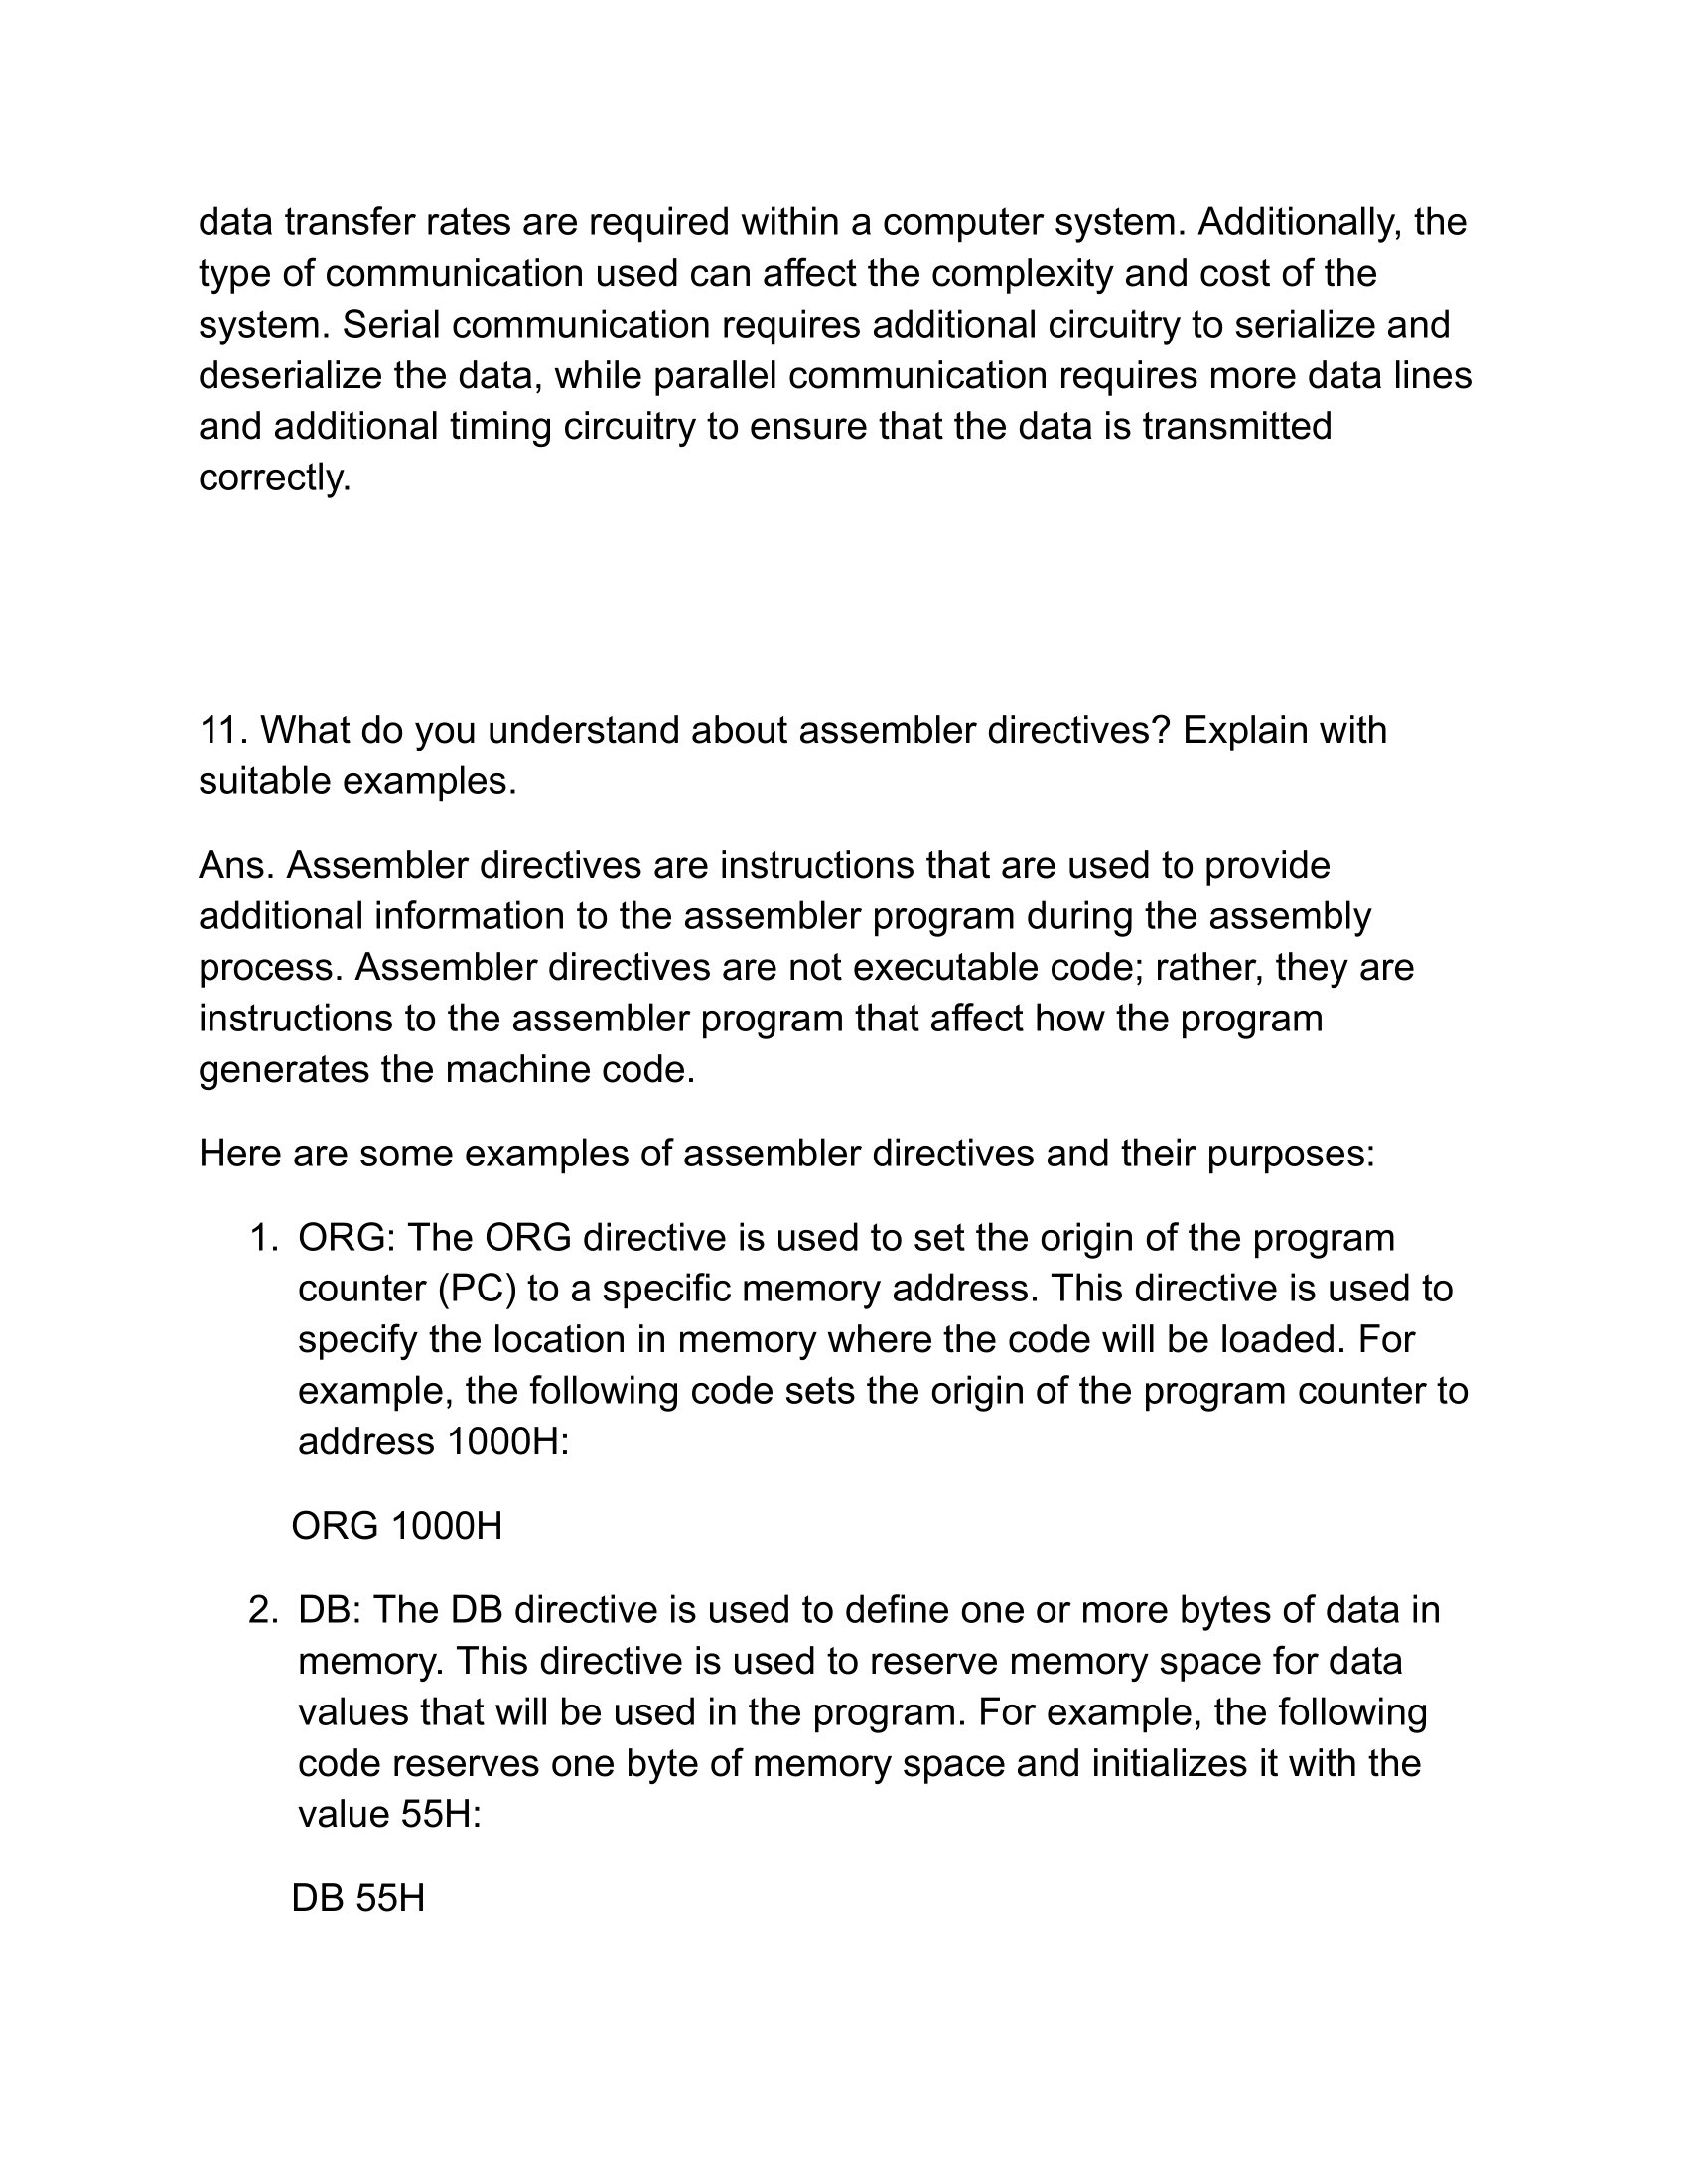 data transfer rates are required within a computer system. Additionally, the
type of communication used can affect the complexity and cost of the
system. Serial communication requires additional circuitry to serialize and
deserialize the data, while parallel communication requires more data lines
and additional timing circuitry to ensure that the data is transmitted
correctly.
11. What do you understand about assembler directives? Explain with
suitable examples.
Ans. Assembler directives are instructions that are used to provide
additional information to the assembler program during the assembly
process. Assembler directives are not executable code; rather, they are
instructions to the assembler program that affect how the program
generates the machine code.
Here are some examples of assembler directives and their purposes:
1. ORG: The ORG directive is used to set the origin of the program
counter (PC) to a specific memory address. This directive is used to
specify the location in memory where the code will be loaded. For
example, the following code sets the origin of the program counter to
address 1000H:
ORG 1000H
2. DB: The DB directive is used to define one or more bytes of data in
memory. This directive is used to reserve memory space for data
values that will be used in the program. For example, the following
code reserves one byte of memory space and initializes it with the
value 55H:
DB 55H